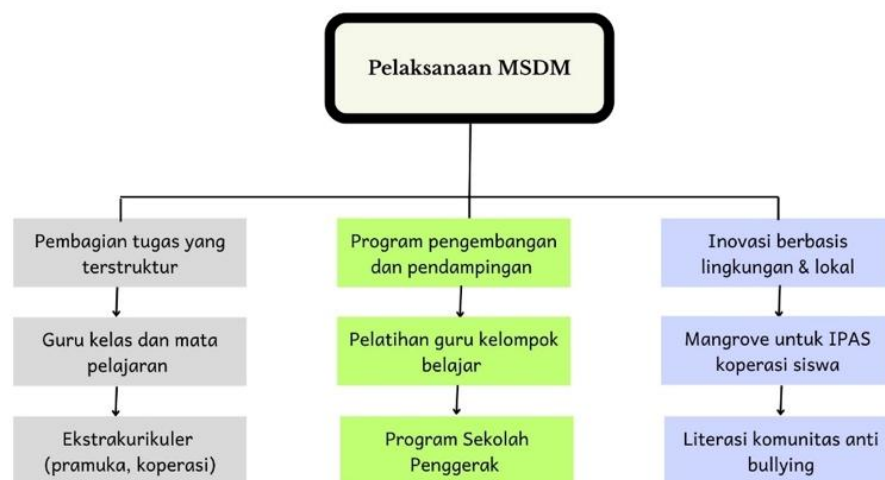 Pelaksanaan MSDM
Pembagian tugas yang
terstruktur
Program pengembangan
dan pendampingan
Inovasi berbasis
lingkungan & lokal
Guru kelas dan mata
pelajaran
Pelatihan guru kelompok
belajar
Mangrove untuk IPAS
koperasi siswa
Ekstrakurikuler
(pramuka, koperasi)
Program Sekolah
Penggerak
Literasi komunitas anti
bullying